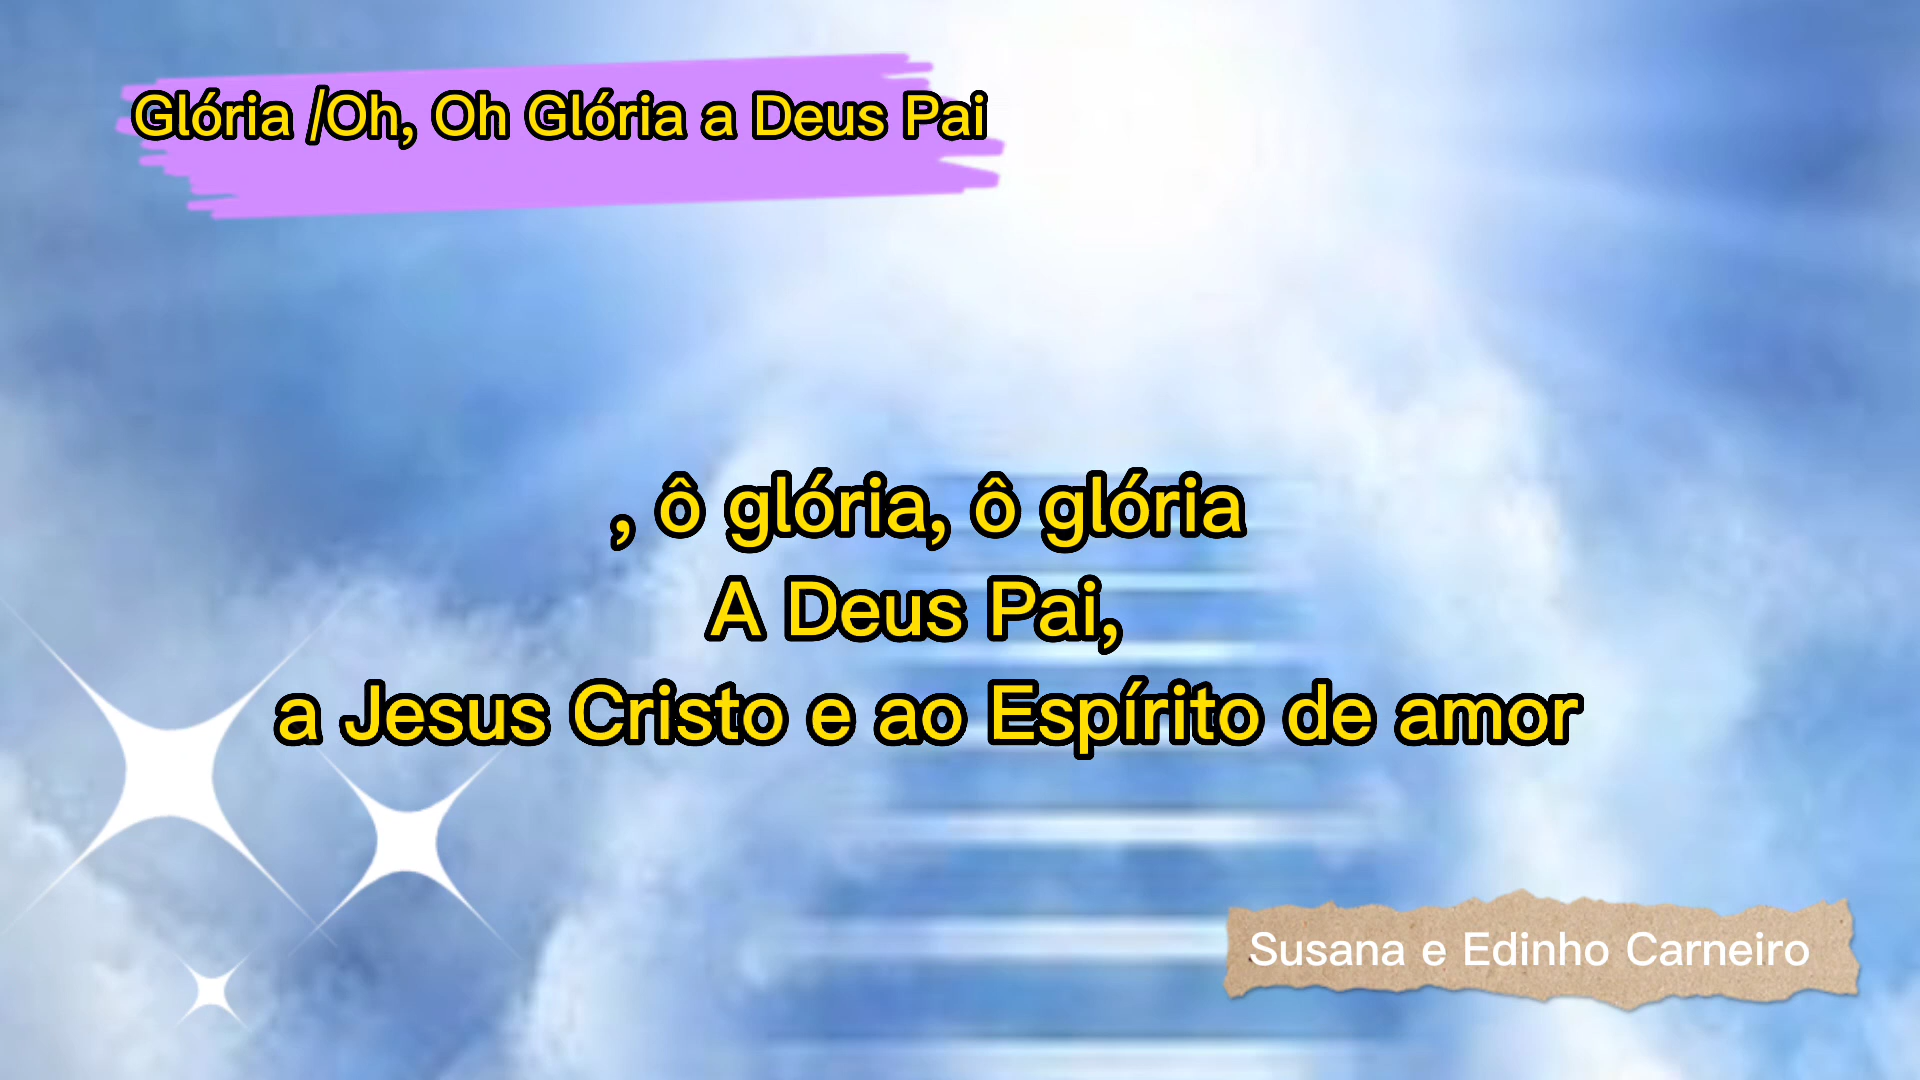 Glória /Oh, Oh Glória a Deus Pai
, ô glória, ô glória
A Deus Pai,
a Jesus Cristo e ao Espírito de amor
Susana e Edinho Carneiro